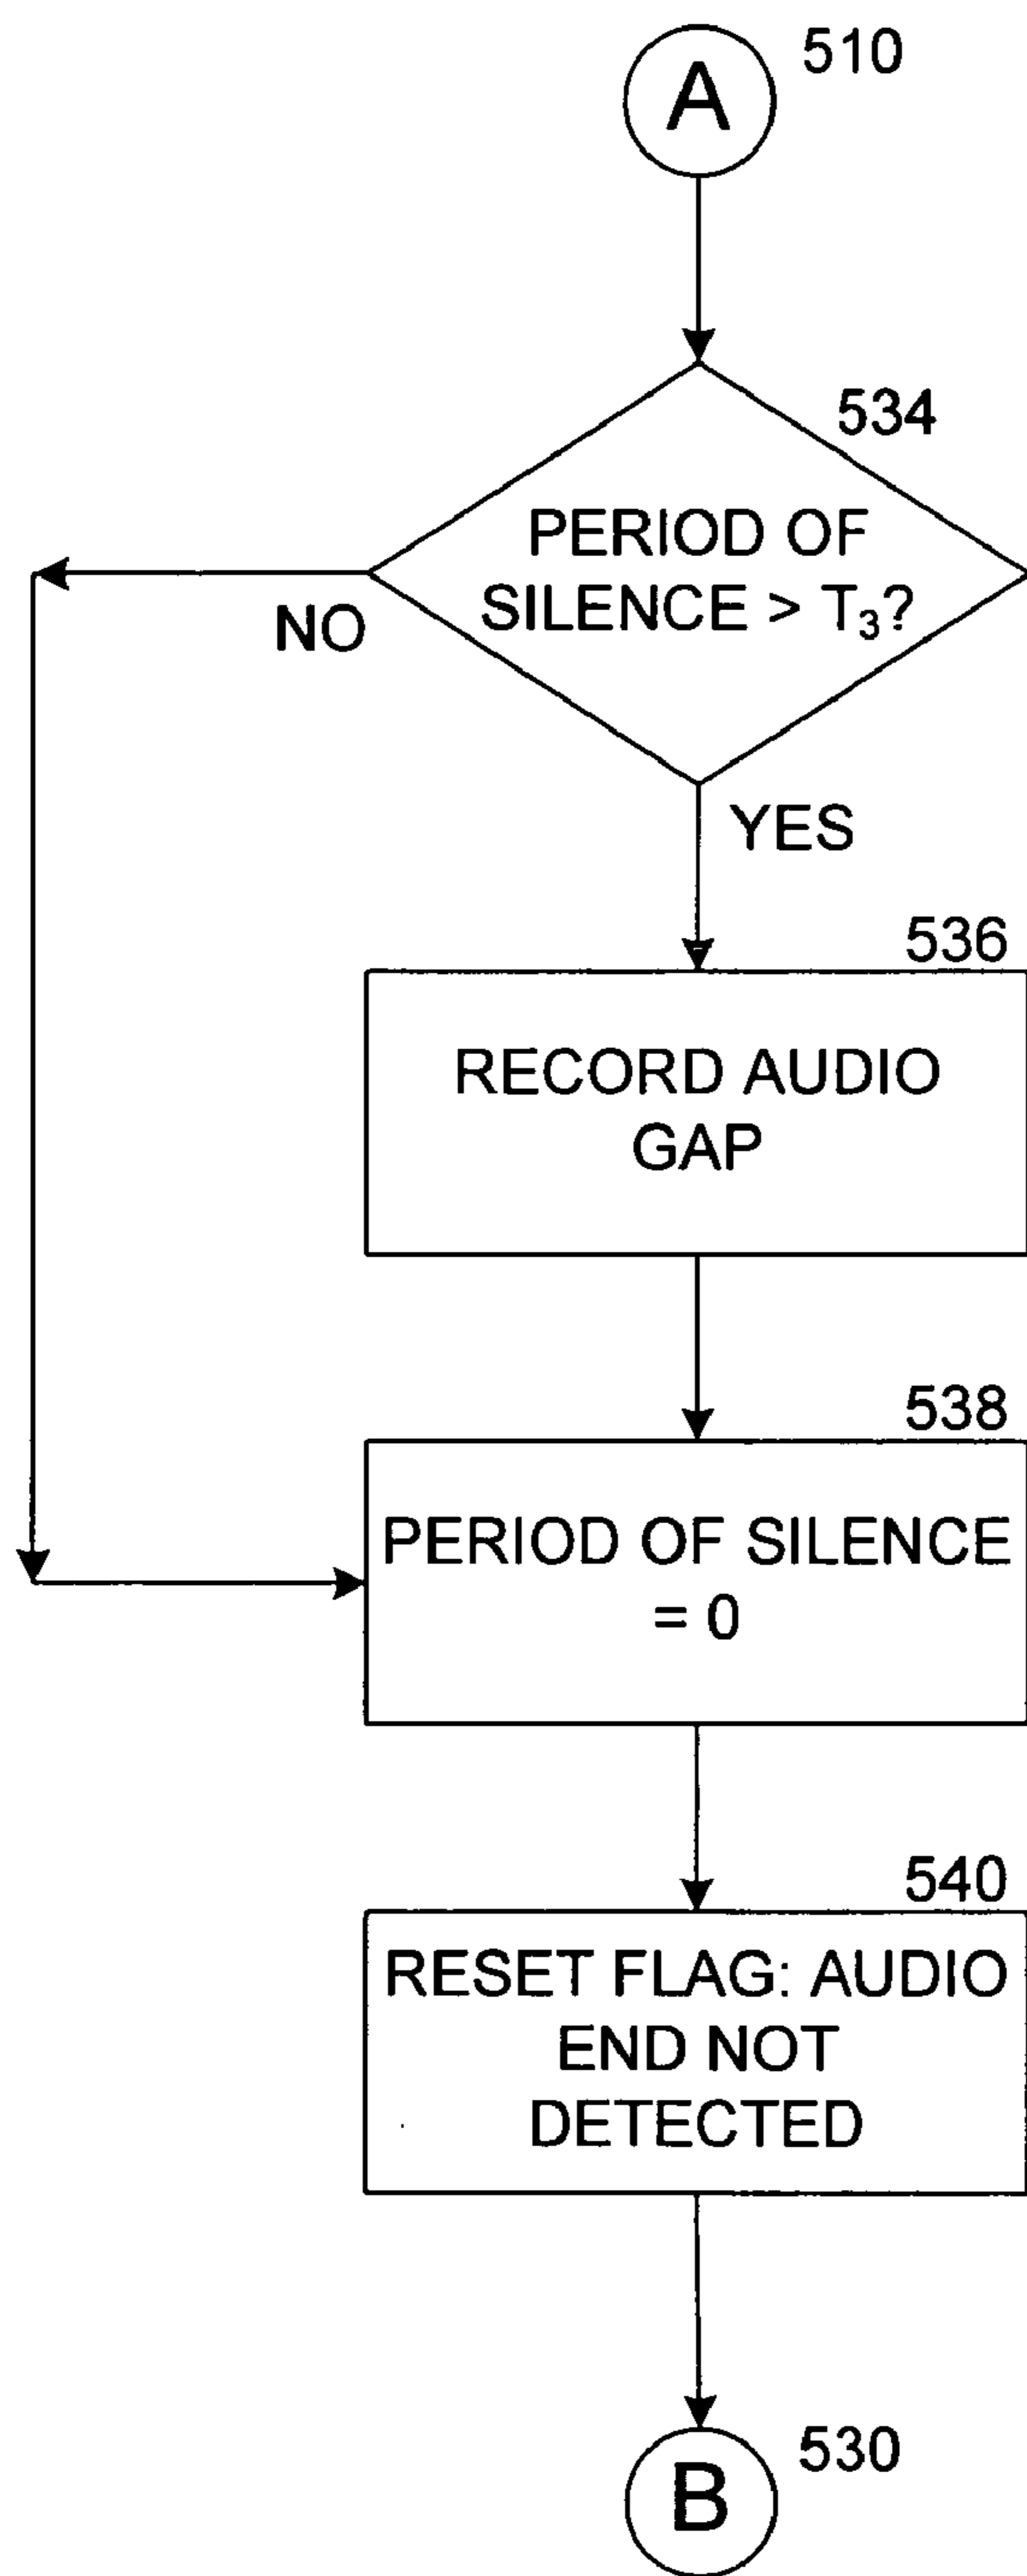 A
510
534
PERIOD OF
SILENCE > T₃?
NO
YES
536
RECORD AUDIO
GAP
538
PERIOD OF SILENCE
= 0
540
RESET FLAG: AUDIO
END NOT
DETECTED
530
B